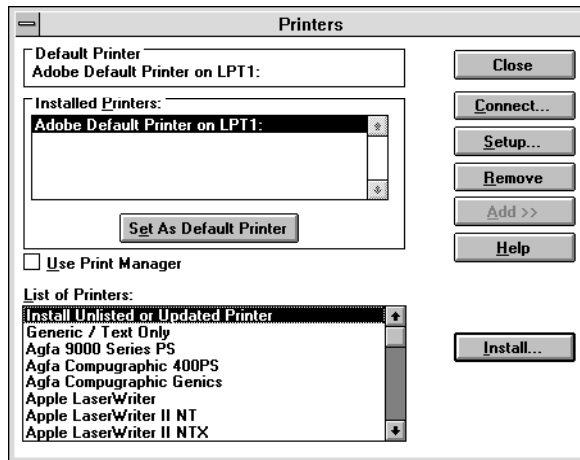 Printers
Default Printer
Adobe Default Printer on LPT1:
Close
Installed Printers:
Adobe Default Printer on LPT1:
Connect...
Setup...
Remove
Add >>
Set As Default Printer
Help
Use Print Manager
List of Printers:
Install Unlisted or Updated Printer
Generic / Text Only
Agfa 9000 Series PS
Agfa Compugraphic 400PS
Agfa Compugraphic Genics
Apple LaserWriter
Apple LaserWriter II NT
Apple LaserWriter II NTX
Install...